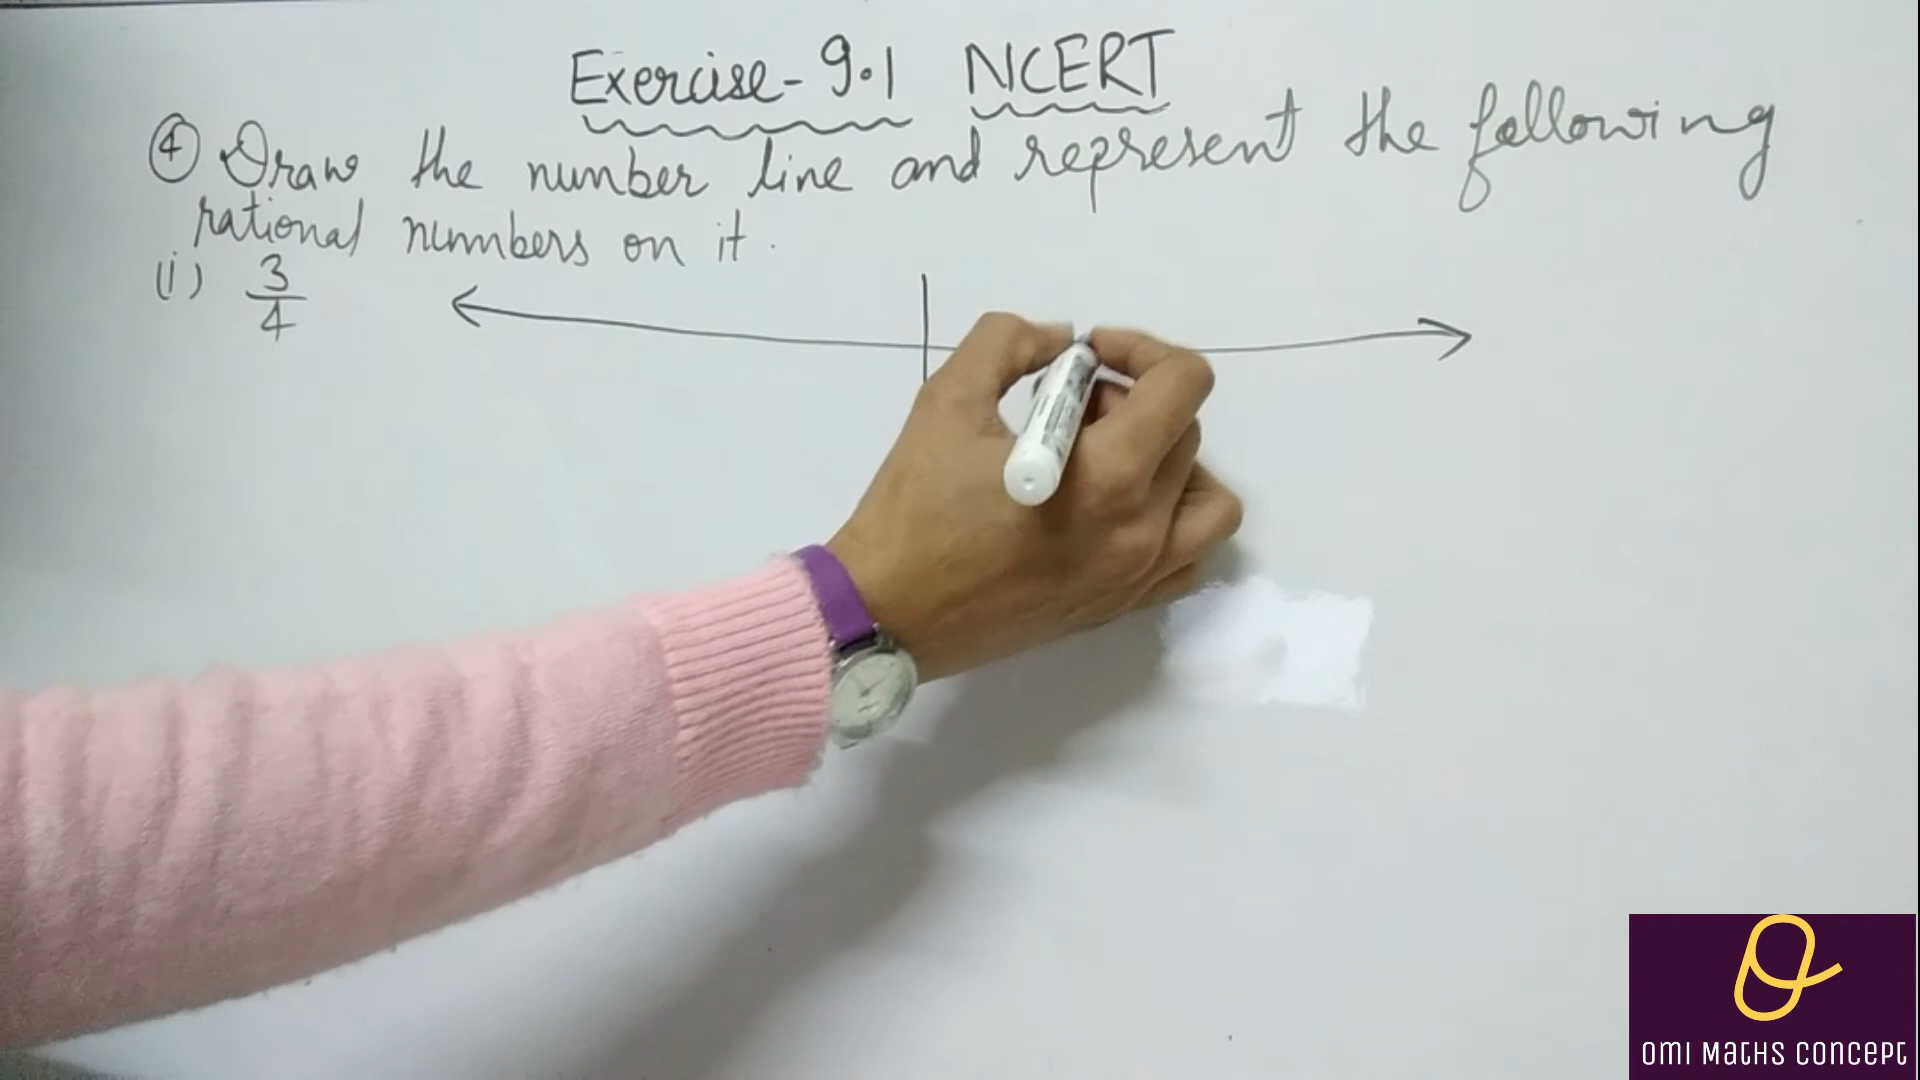 Exercise-9.1 NCERT
④ Draw the number line and represent the following
rational numbers on it.
(i) 3/4
OMI MATHS CONCEPT